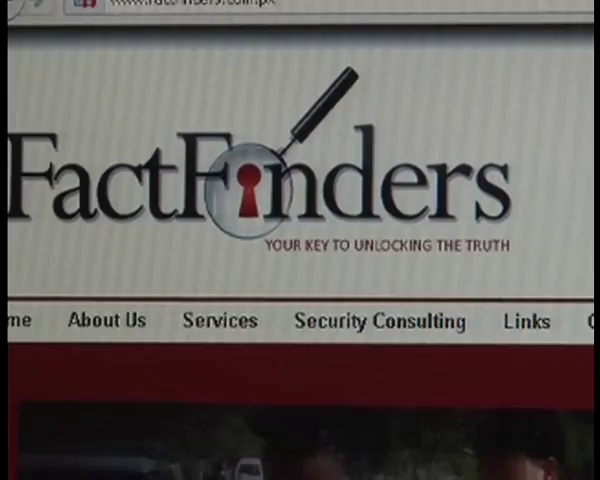 FactFinders
YOUR KEY TO UNLOCKING THE TRUTH
me About Us Services Security Consulting Links